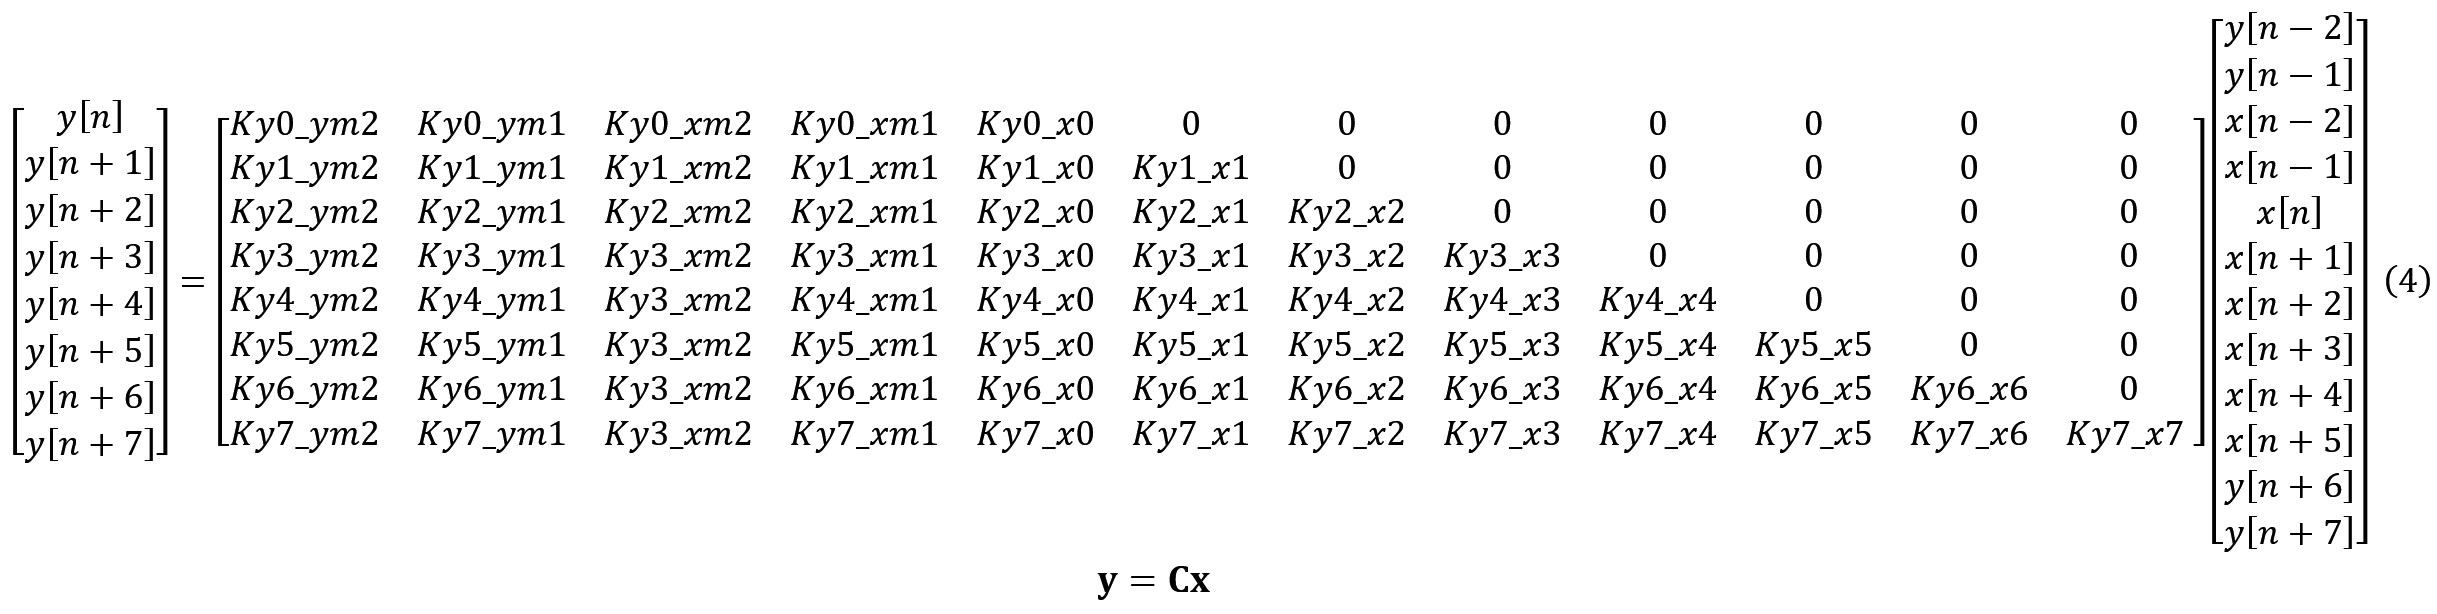 y[n]
y[n + 1]
y[n + 2]
y[n + 3]
y[n + 4]
y[n + 5]
y[n + 6]
y[n + 7]
=
Ky0_ym2 Ky0_ym1 Ky0_xm2 Ky0_xm1 Ky0_x0 0 0 0 0 0 0 0
Ky1_ym2 Ky1_ym1 Ky1_xm2 Ky1_xm1 Ky1_x0 Ky1_x1 0 0 0 0 0 0
Ky2_ym2 Ky2_ym1 Ky2_xm2 Ky2_xm1 Ky2_x0 Ky2_x1 Ky2_x2 0 0 0 0 0
Ky3_ym2 Ky3_ym1 Ky3_xm2 Ky3_xm1 Ky3_x0 Ky3_x1 Ky3_x2 Ky3_x3 0 0 0 0
Ky4_ym2 Ky4_ym1 Ky3_xm2 Ky4_xm1 Ky4_x0 Ky4_x1 Ky4_x2 Ky4_x3 Ky4_x4 0 0 0
Ky5_ym2 Ky5_ym1 Ky3_xm2 Ky5_xm1 Ky5_x0 Ky5_x1 Ky5_x2 Ky5_x3 Ky5_x4 Ky5_x5 0 0
Ky6_ym2 Ky6_ym1 Ky3_xm2 Ky6_xm1 Ky6_x0 Ky6_x1 Ky6_x2 Ky6_x3 Ky6_x4 Ky6_x5 Ky6_x6 0
Ky7_ym2 Ky7_ym1 Ky3_xm2 Ky7_xm1 Ky7_x0 Ky7_x1 Ky7_x2 Ky7_x3 Ky7_x4 Ky7_x5 Ky7_x6 Ky7_x7
y[n − 2]
y[n − 1]
x[n − 2]
x[n − 1]
x[n]
x[n + 1]
x[n + 2]
x[n + 3]
x[n + 4]
x[n + 5]
y[n + 6]
y[n + 7]
(4)
y = Cx